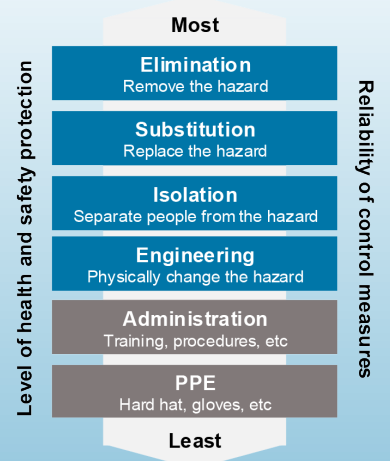 Most
Elimination
Remove the hazard
Substitution
Replace the hazard
Isolation
Separate people from the hazard
Engineering
Physically change the hazard
Administration
Training, procedures, etc
PPE
Hard hat, gloves, etc
Least
Level of health and safety protection
Reliability of control measures